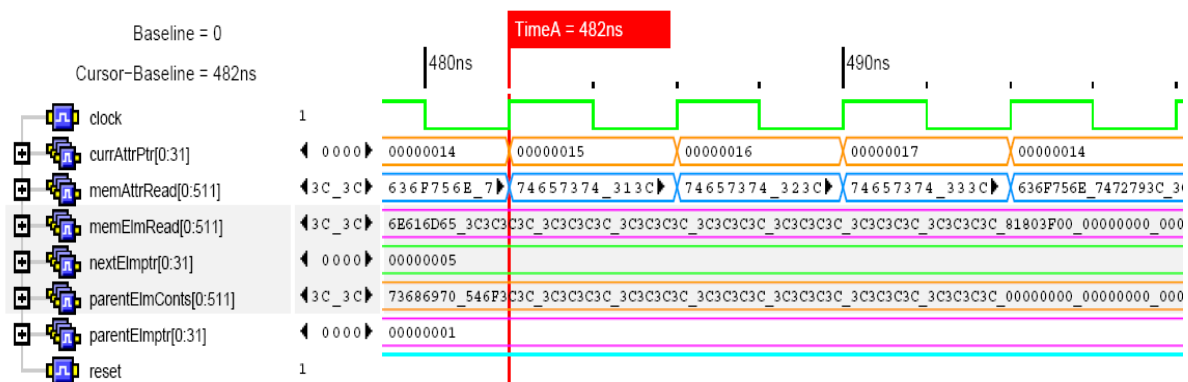 Baseline = 0
TimeA = 482ns
Cursor-Baseline = 482ns
480ns
490ns
clock 1
currAttrPtr[0:31] 0000 00000014 00000015 00000016 00000017 00000014
memAttrRead[0:511] 3C_3C 636F756E_7 74657374_313C 74657374_323C 74657374_333C 636F756E_7472793C_3C
memElmRead[0:511] 3C_3C 6E616D65_3C3C3C3C_3C3C3C3C_3C3C3C3C_3C3C3C3C_3C3C3C3C_3C3C3C3C_81803F00_00000000_000
nextElmptr[0:31] 0000 00000005
parentElmConts[0:511] 3C_3C 73686970_546F3C3C_3C3C3C3C_3C3C3C3C_3C3C3C3C_3C3C3C3C_3C3C3C3C_00000000_00000000_000
parentElmptr[0:31] 0000 00000001
reset 1